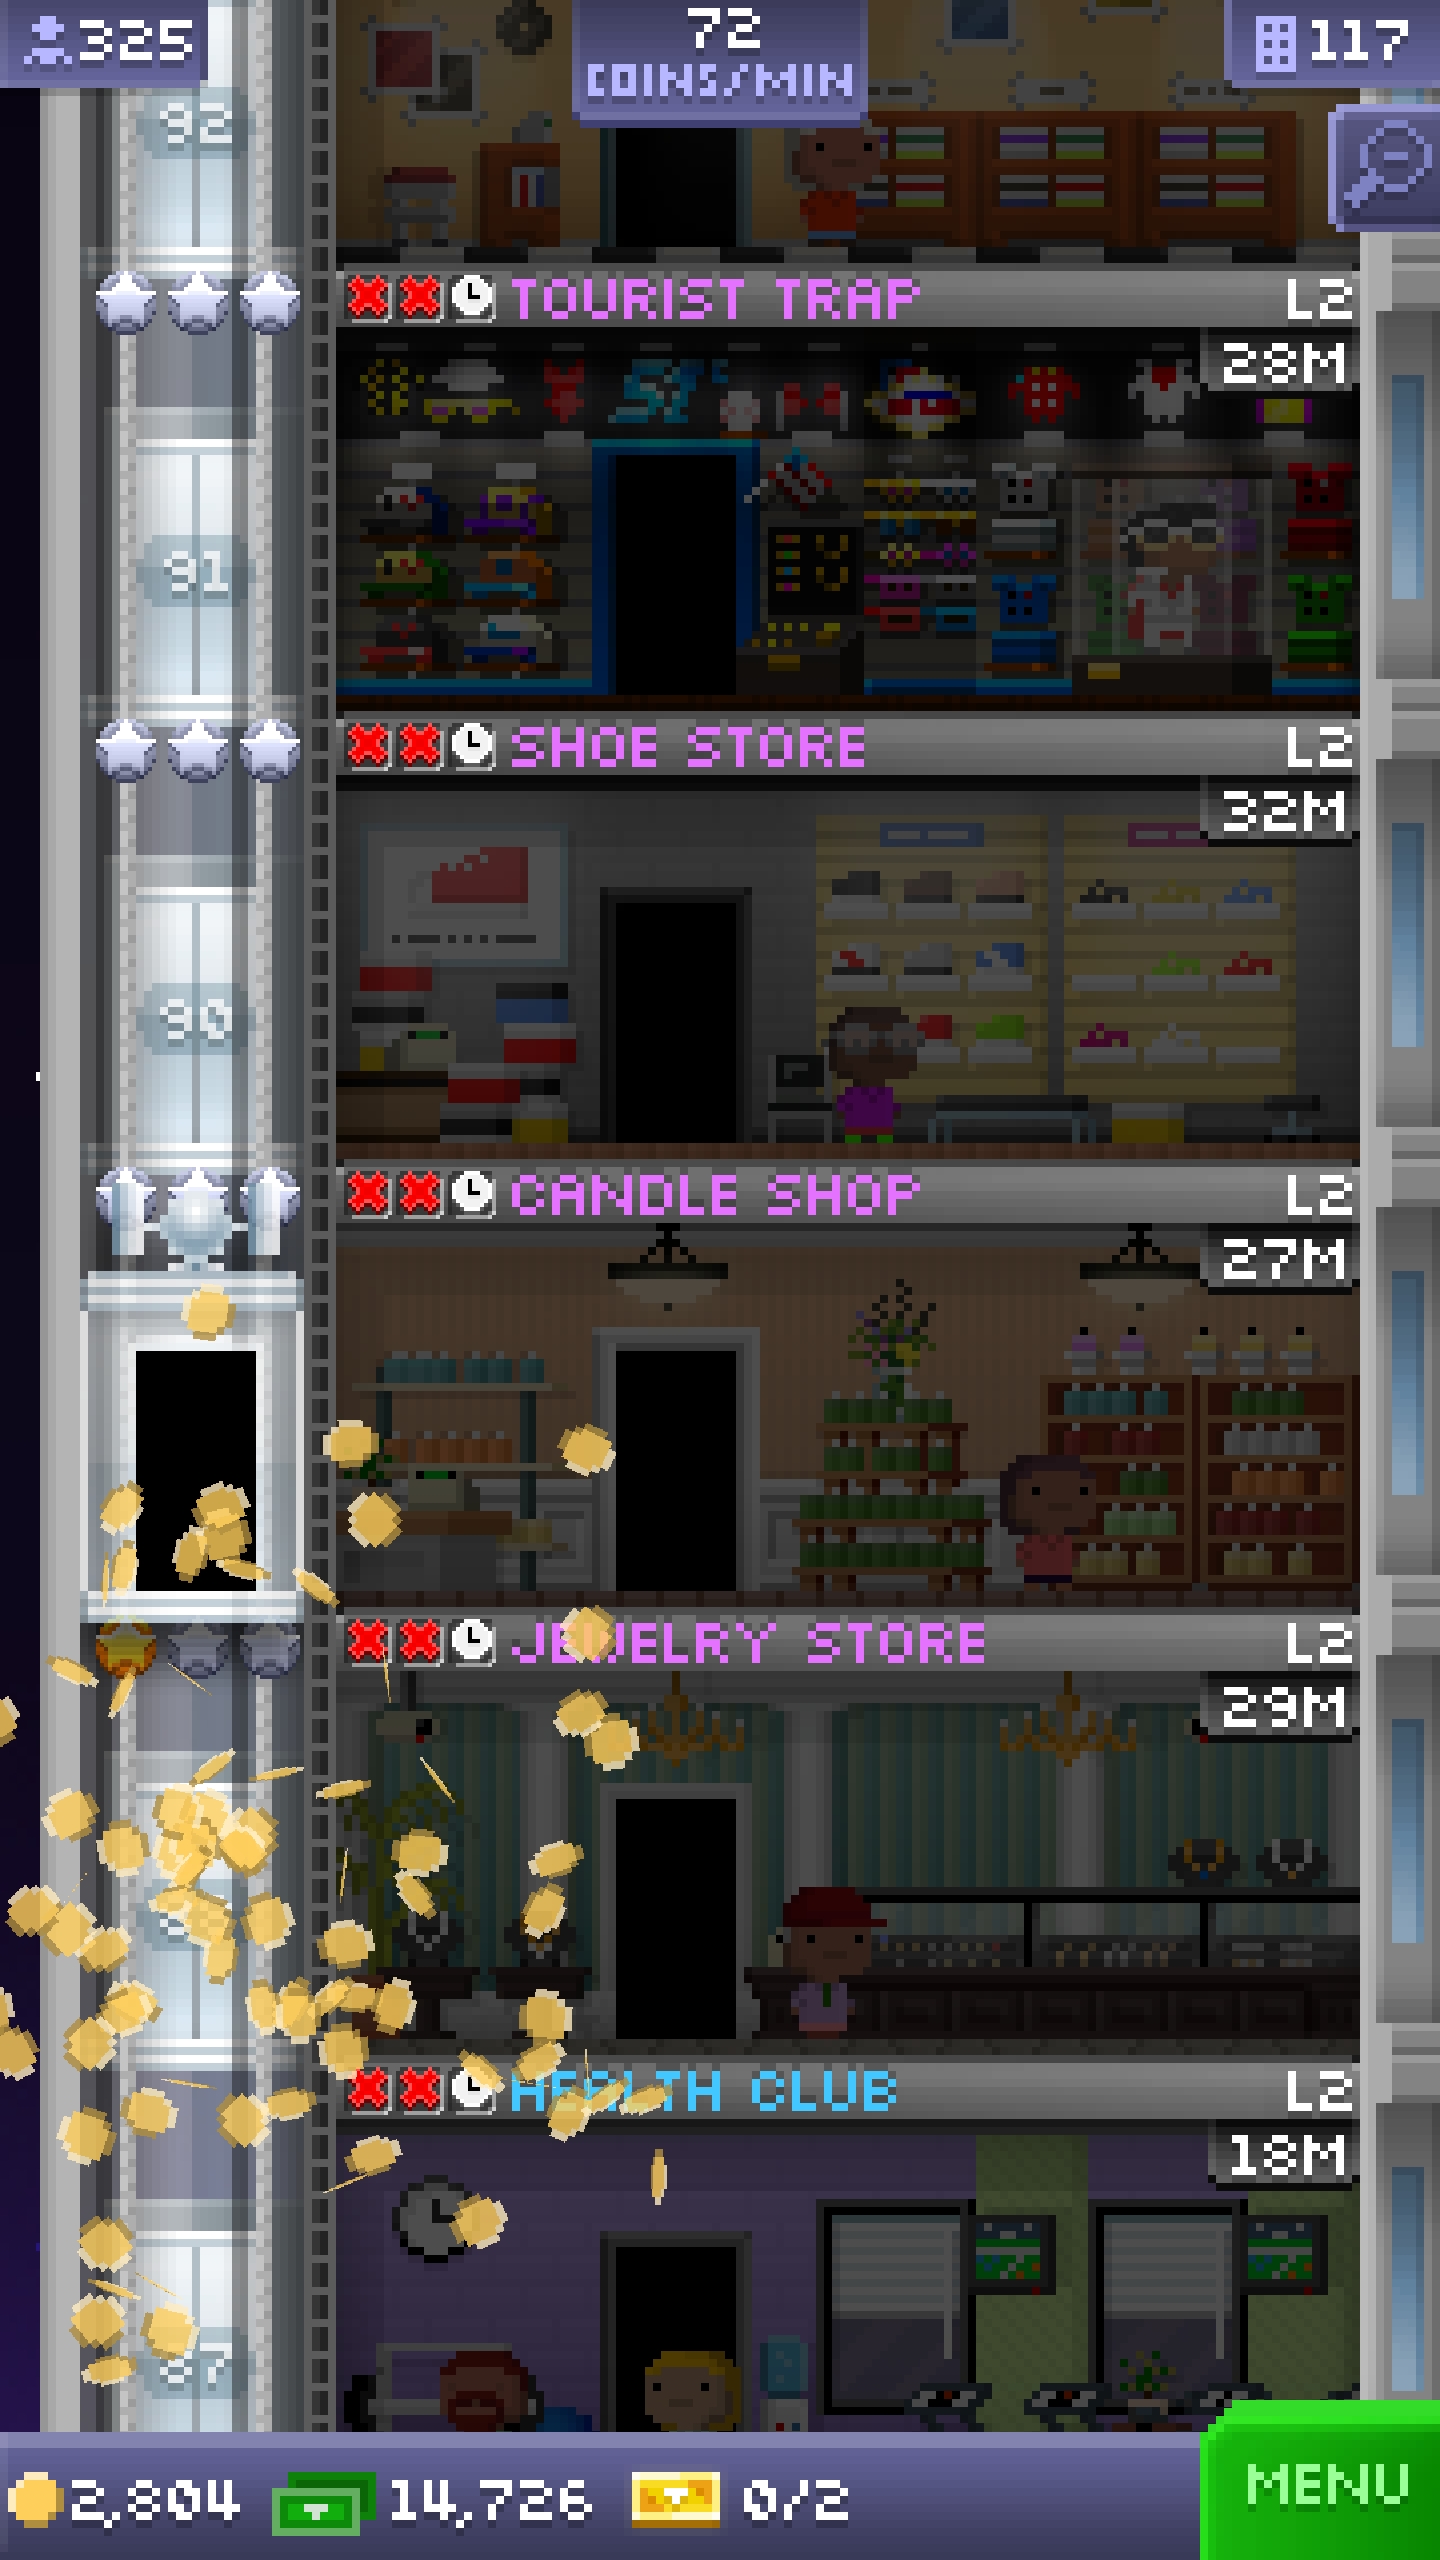 325
72
COINS/MIN
117
92
TOURIST TRAP L2
28M
91
SHOE STORE L2
32M
90
CANDLE SHOP L2
27M
JEWELRY STORE L2
29M
HEALTH CLUB L2
18M
87
2,804 14,726 0/2 MENU